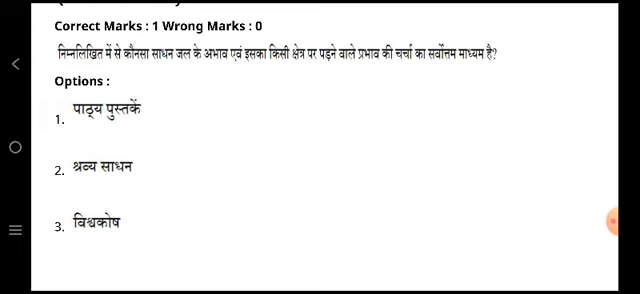 Correct Marks : 1 Wrong Marks : 0
निम्नलिखित में से कौनसा साधन जल के अभाव एवं इसका किसी क्षेत्र पर पड़ने वाले प्रभाव की चर्चा का सर्वोत्तम माध्यम है?
Options :
1. पाठ्य पुस्तकें
2. श्रव्य साधन
3. विश्वकोष